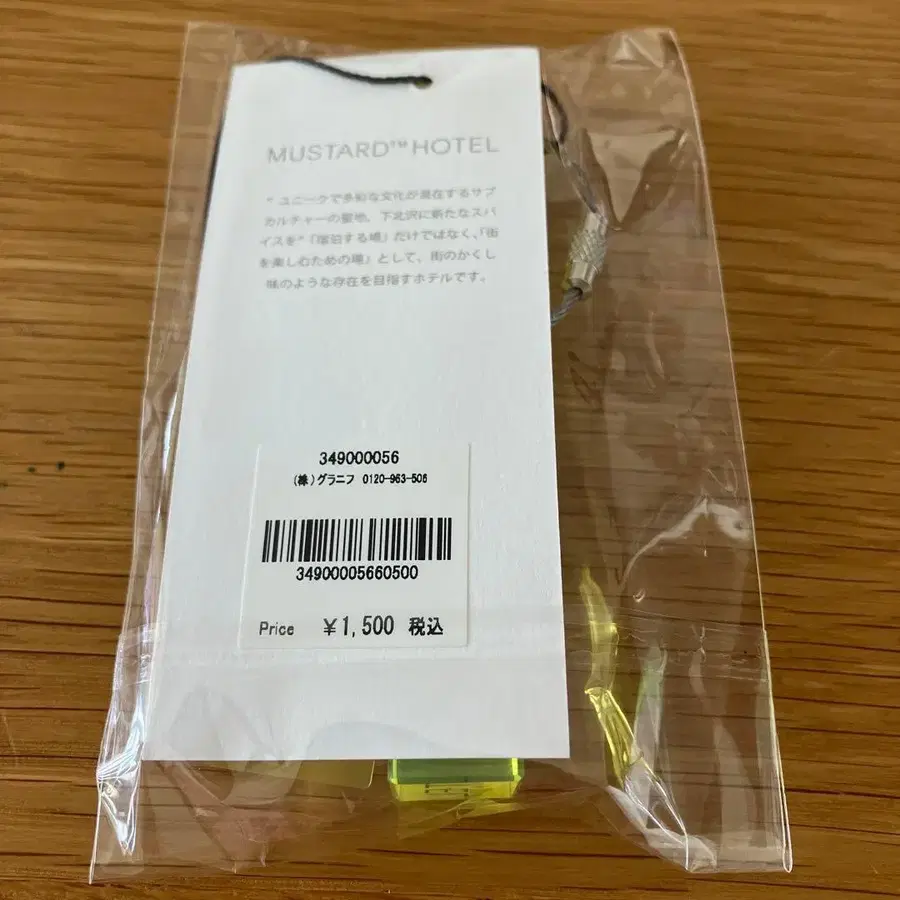 MUSTARD™ HOTEL
" ユニークで多彩な文化が混在するサブ
カルチャーの聖地、下北沢に新たなスパ
イスを"「宿泊する場」だけではなく、「街
を楽しむための場」として、街のかくし
味のような存在を目指すホテルです。
349000056
(株)グラニフ 0120-963-506
34900005660500
Price ￥1,500 税込